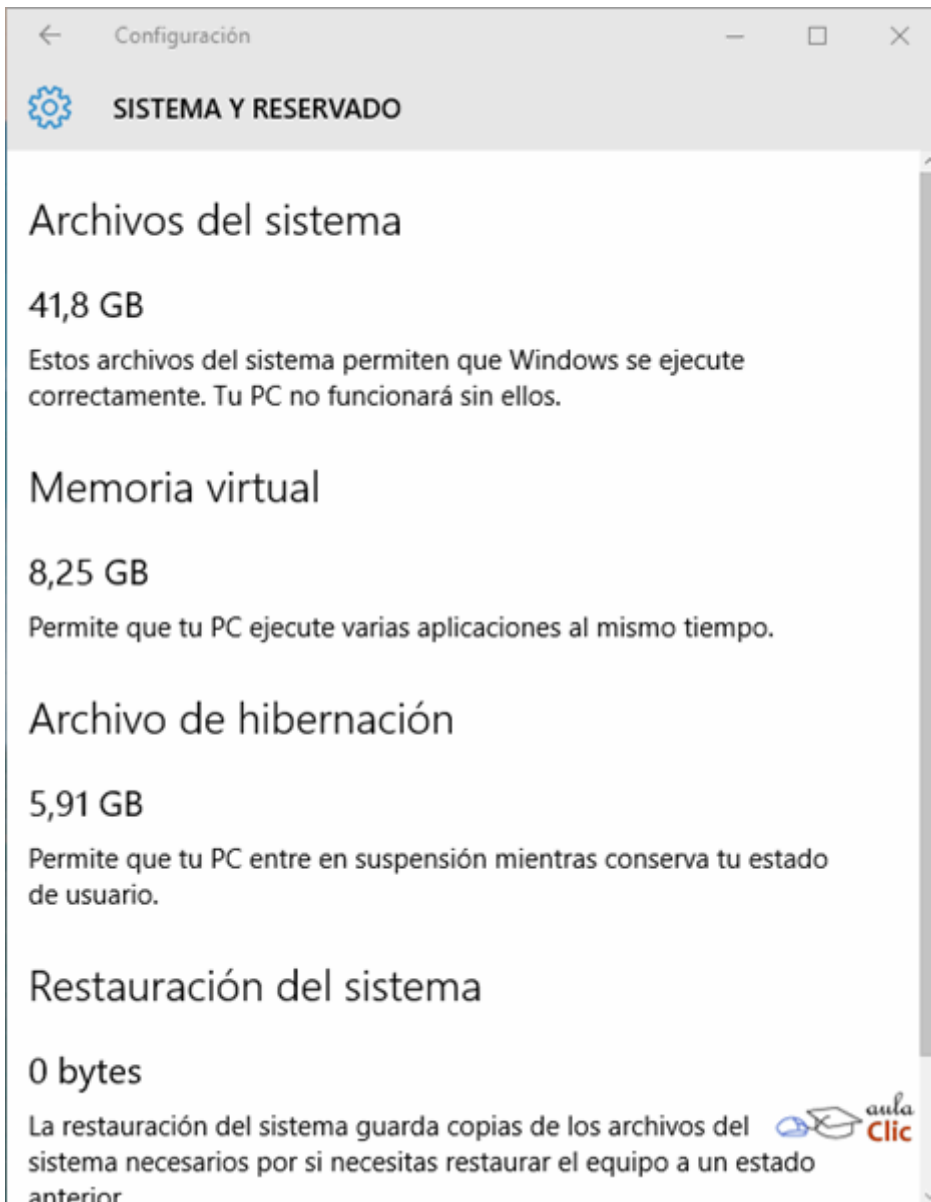 Configuración
SISTEMA Y RESERVADO
Archivos del sistema
41,8 GB
Estos archivos del sistema permiten que Windows se ejecute
correctamente. Tu PC no funcionará sin ellos.
Memoria virtual
8,25 GB
Permite que tu PC ejecute varias aplicaciones al mismo tiempo.
Archivo de hibernación
5,91 GB
Permite que tu PC entre en suspensión mientras conserva tu estado
de usuario.
Restauración del sistema
0 bytes
La restauración del sistema guarda copias de los archivos del
sistema necesarios por si necesitas restaurar el equipo a un estado
anterior
aula
Clic